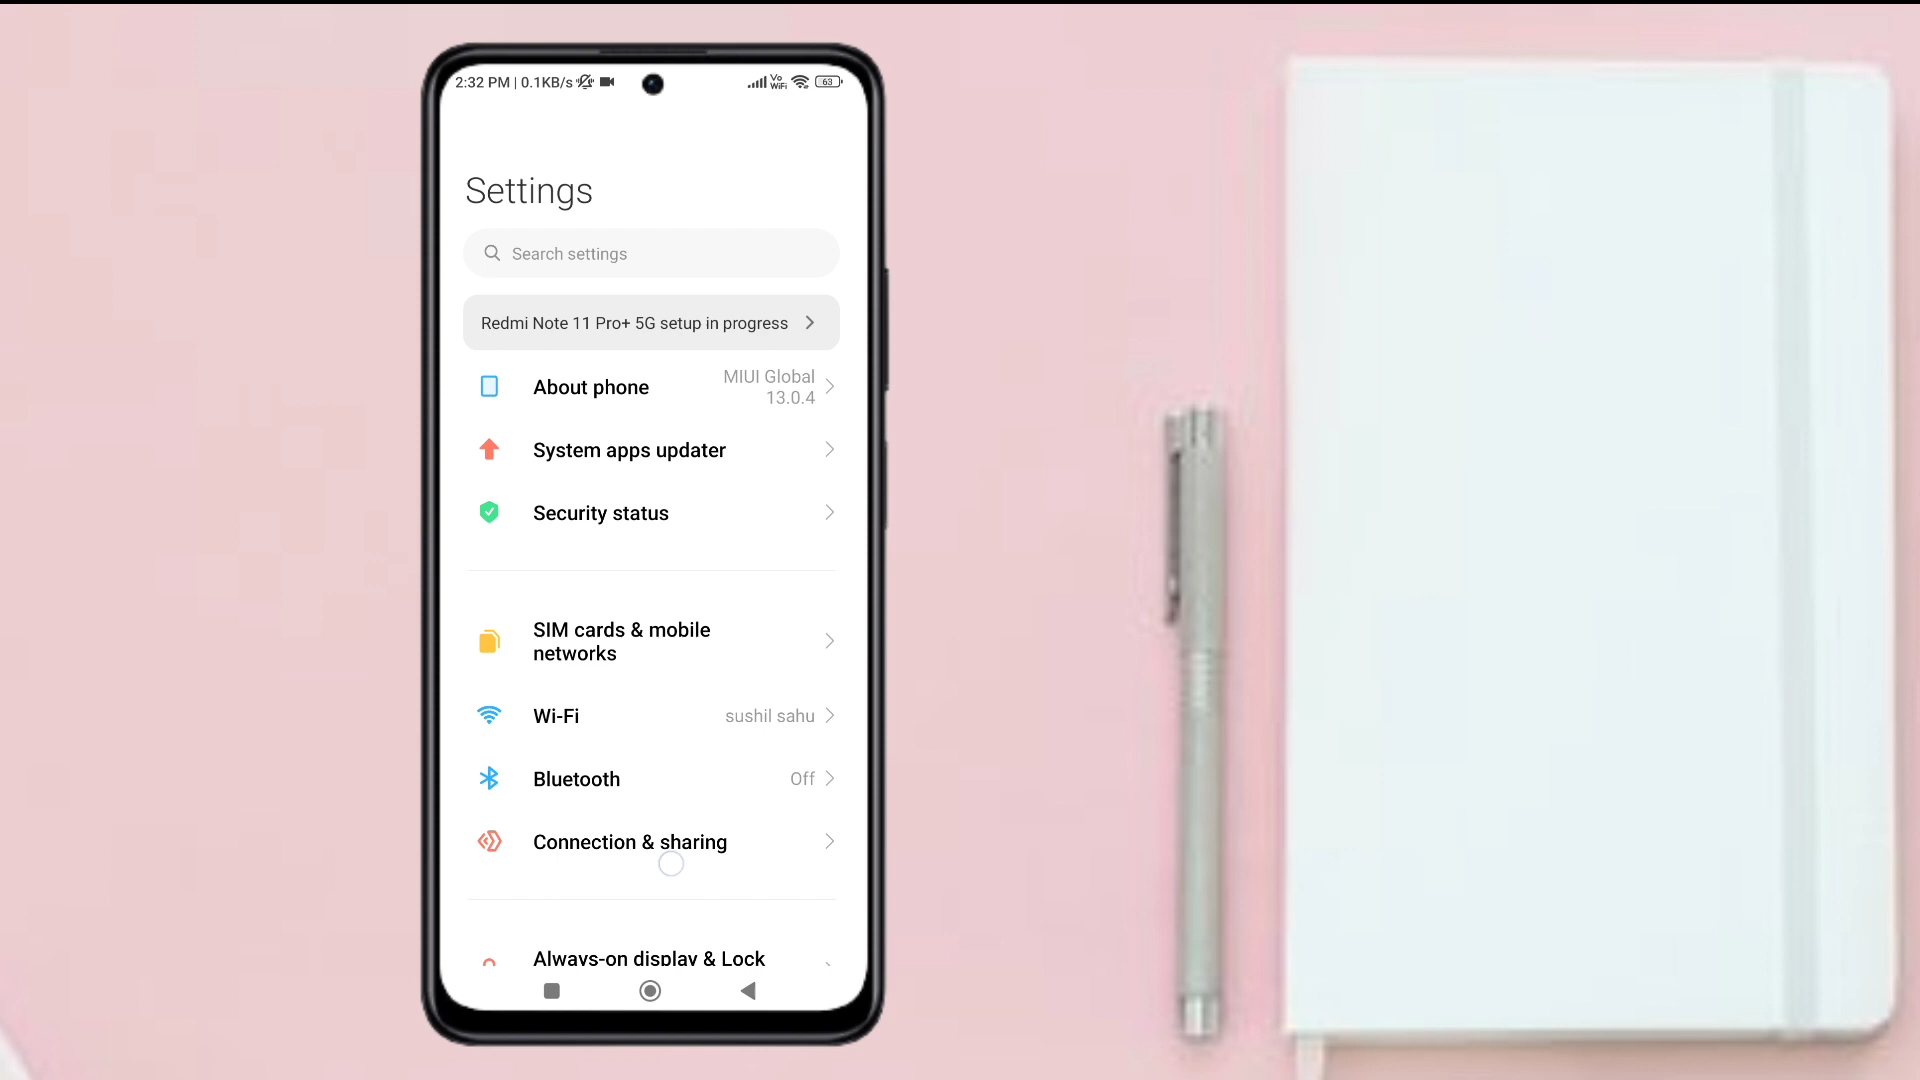 2:32 PM | 0.1KB/s
Vo
WiFi
63
Settings
Search settings
Redmi Note 11 Pro+ 5G setup in progress
About phone
MIUI Global
13.0.4
System apps updater
Security status
SIM cards & mobile
networks
Wi-Fi
sushil sahu
Bluetooth
Off
Connection & sharing
Always-on display & Lock